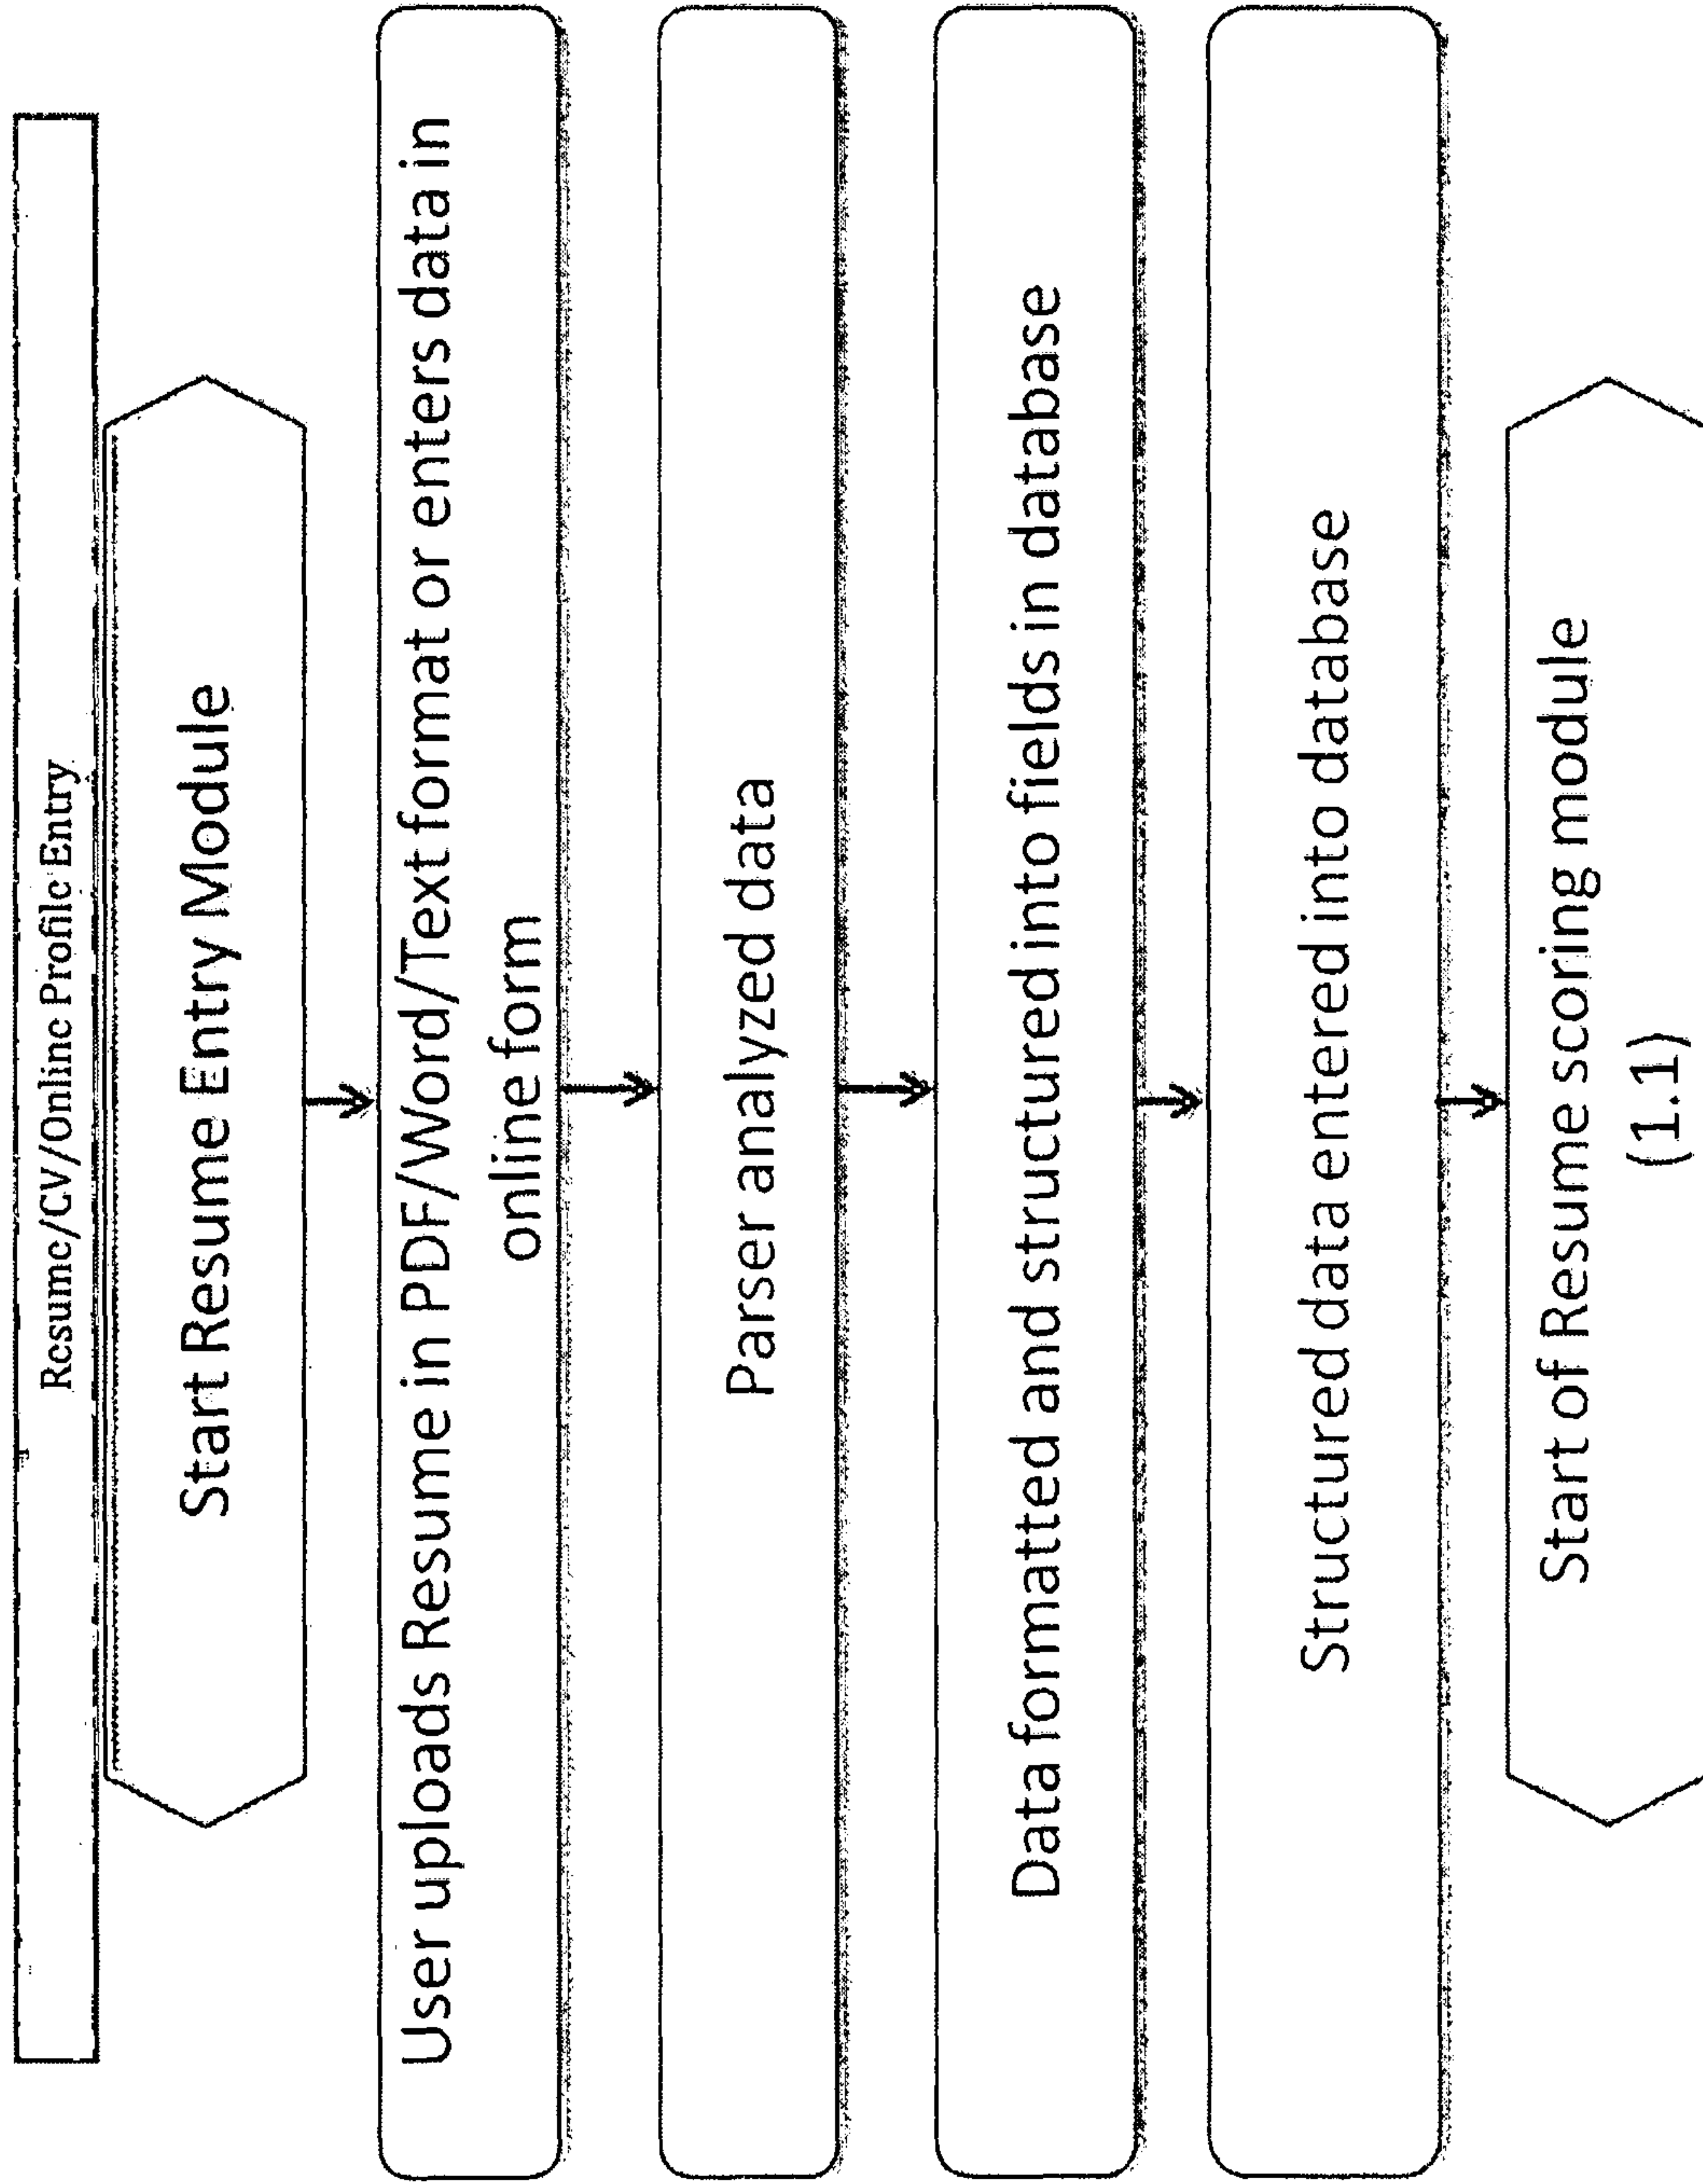 Resume/CV/Online Profile Entry
Start Resume Entry Module
User uploads Resume in PDF/Word/Text format or enters data in
online form
Parser analyzed data
Data formatted and structured into fields in database
Structured data entered into database
Start of Resume scoring module
(1.1)